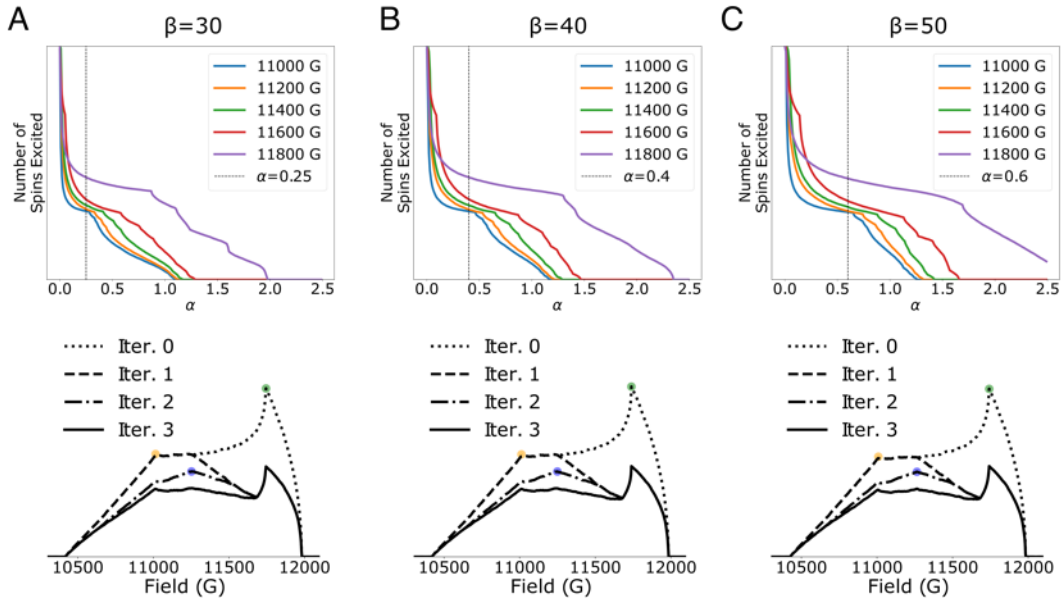 A
β=30
Number of
Spins Excited
11000 G
11200 G
11400 G
11600 G
11800 G
α=0.25
0.0 0.5 1.0 1.5 2.0 2.5
α
Iter. 0
Iter. 1
Iter. 2
Iter. 3
10500 11000 11500 12000
Field (G)
B
β=40
Number of
Spins Excited
11000 G
11200 G
11400 G
11600 G
11800 G
α=0.4
0.0 0.5 1.0 1.5 2.0 2.5
α
Iter. 0
Iter. 1
Iter. 2
Iter. 3
10500 11000 11500 12000
Field (G)
C
β=50
Number of
Spins Excited
11000 G
11200 G
11400 G
11600 G
11800 G
α=0.6
0.0 0.5 1.0 1.5 2.0 2.5
α
Iter. 0
Iter. 1
Iter. 2
Iter. 3
10500 11000 11500 12000
Field (G)